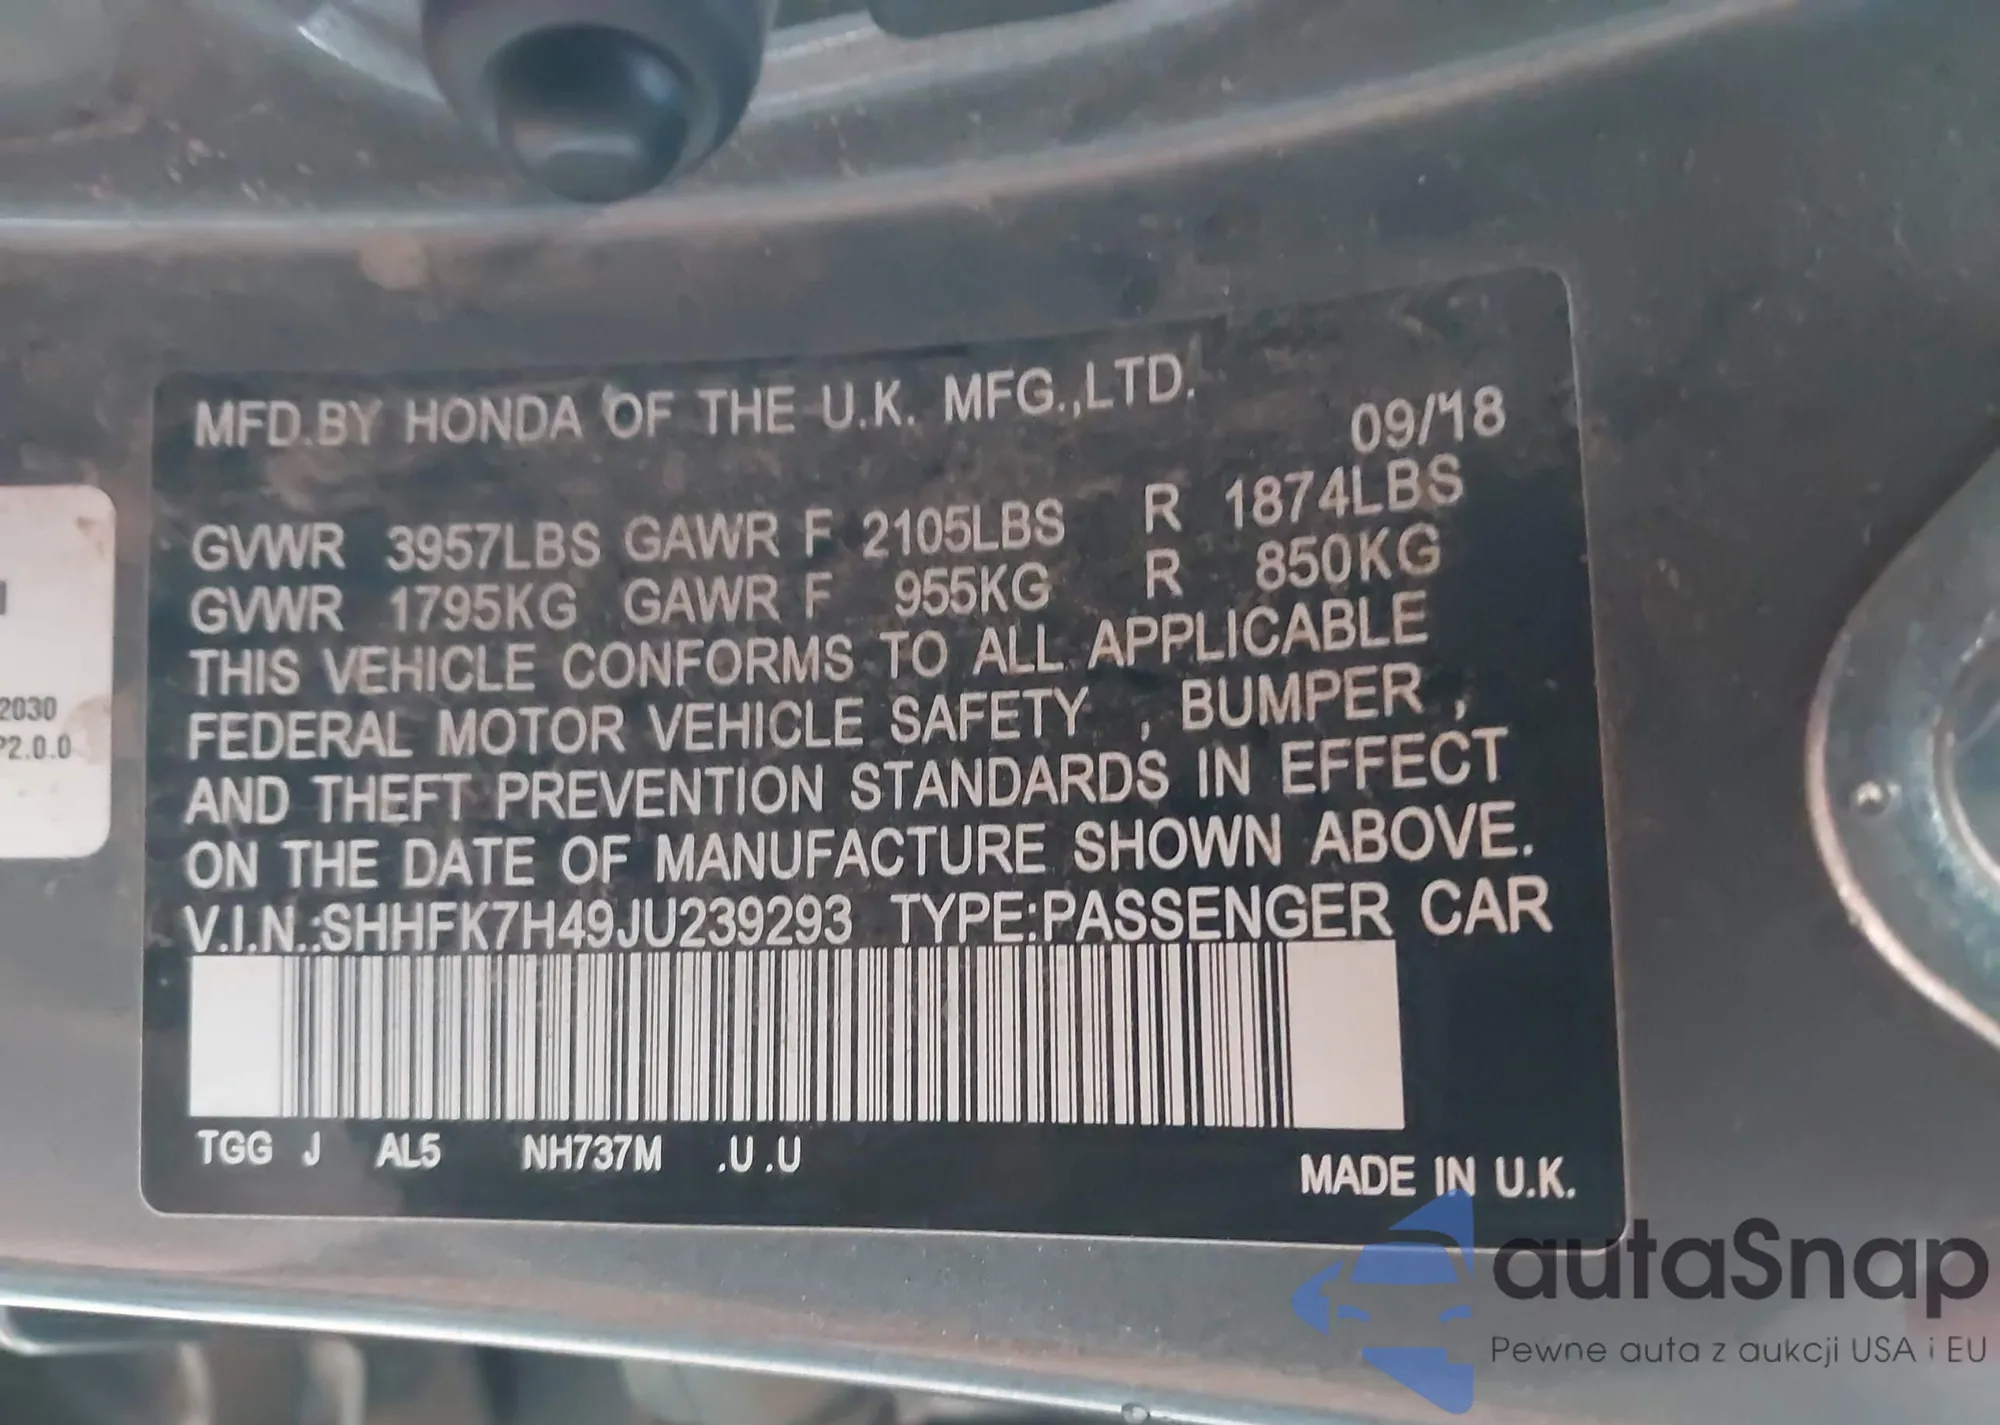 MFD.BY HONDA OF THE U.K. MFG.,LTD. 09/18
GVWR 3957LBS GAWR F 2105LBS R 1874LBS
GVWR 1795KG GAWR F 955KG R 850KG
THIS VEHICLE CONFORMS TO ALL APPLICABLE
FEDERAL MOTOR VEHICLE SAFETY , BUMPER ,
AND THEFT PREVENTION STANDARDS IN EFFECT
ON THE DATE OF MANUFACTURE SHOWN ABOVE.
V.I.N.:SHHFK7H49JU239293 TYPE:PASSENGER CAR
TGG J AL5 NH737M .U .U
MADE IN U.K.
2030
P2.0.0
autaSnap
Pewne auta z aukcji USA i EU